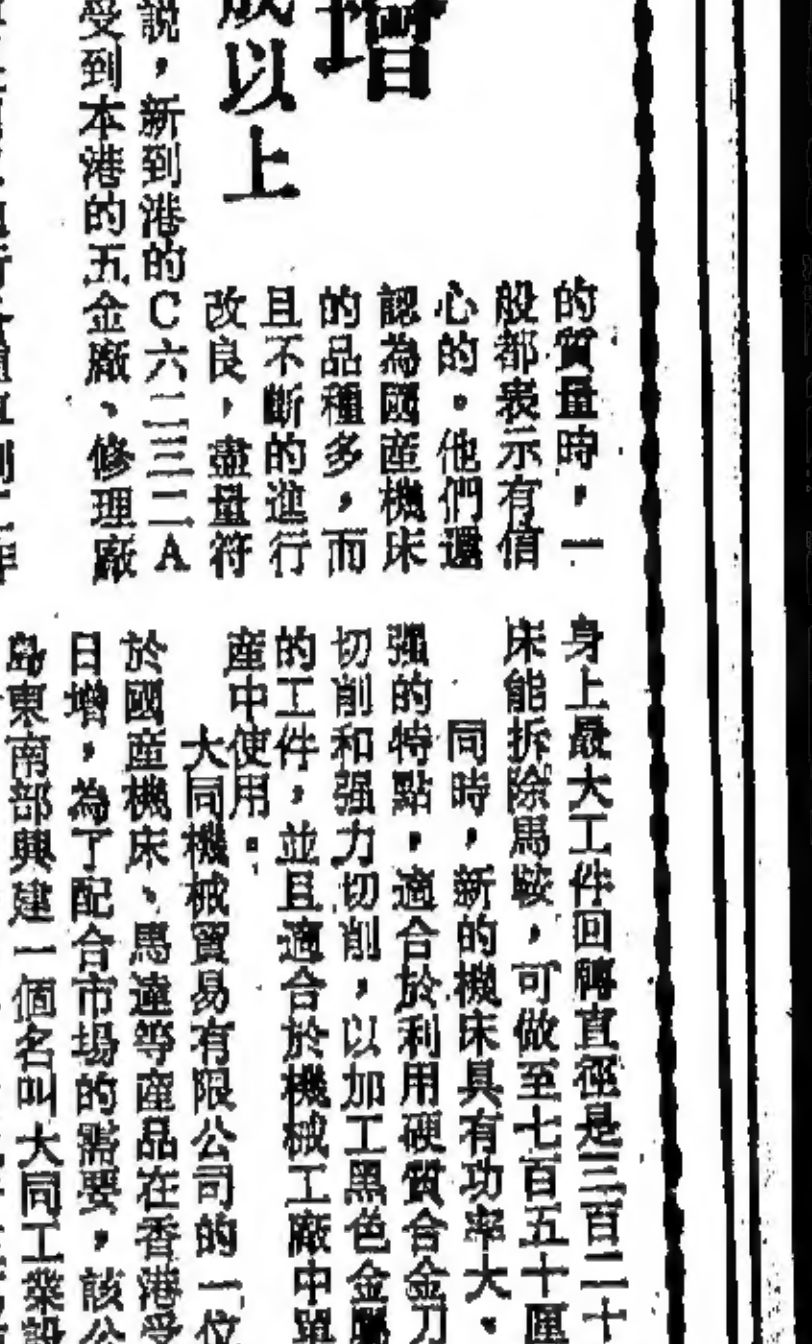 增
成以上
的質量時，一
般都表示有信
心的。他們還
認為國產機床
的品種多，而
且不斷的進行
改良，盡量符
説，新到港的C六二三二A
受到本港的五金廠、修理廠
身上最大工件回轉直徑是三百二十
床能拆除馬鞍，可做至七百五十厘
同時，新的機床具有功率大、
强的特點，適合於利用硬質合金刀
切削和强力切削，以加工黑色金屬
的工件，並且適合於機械工廠中單
產中使用。
大同機械貿易有限公司的一位
於國產機床、馬達等產品在香港受
日增，為了配合市場的需要，該公
島東南部興建一個名叫大同工業設